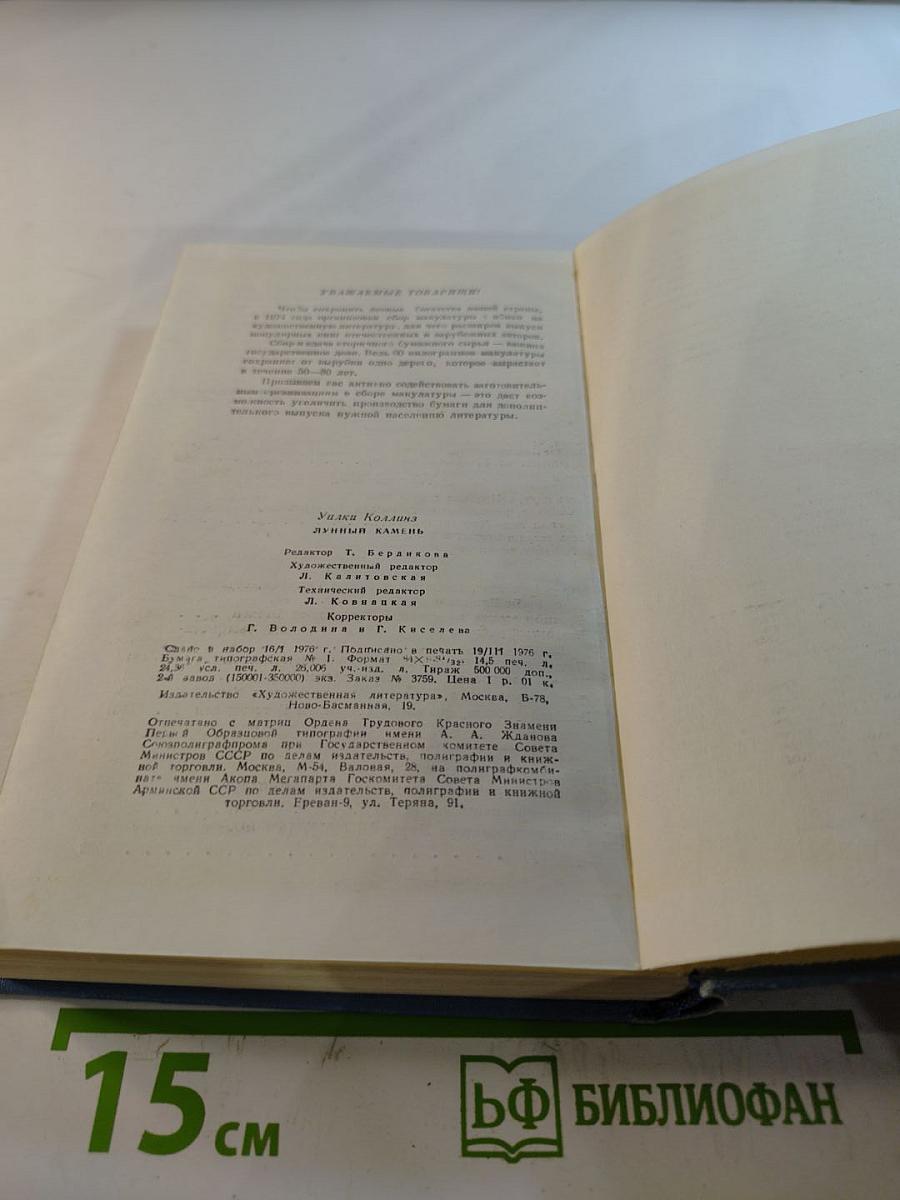 УВАЖАЕМЫЕ ТОВАРИЩИ!
Чтобы сохранить лесные богатства нашей страны,
с 1974 года организован сбор макулатуры в обмен на
художественную литературу, для чего расширен выпуск
популярных книг отечественных и зарубежных авторов.
Сбор и сдача вторичного бумажного сырья — важное
государственное дело. Ведь 60 килограммов макулатуры
сохраняет от вырубки одно дерево, которое вырастает
в течение 50—80 лет.
Призываем вас активно содействовать заготовитель-
ным организациям в сборе макулатуры — это даст воз-
можность увеличить производство бумаги для дополни-
тельного выпуска нужной населению литературы.
Уилки Коллинз
ЛУННЫЙ КАМЕНЬ
Редактор Т. Бердикова
Художественный редактор
Л. Калитовская
Технический редактор
Л. Ковнацкая
Корректоры
Г. Володина и Г. Киселева
Сдано в набор 16/I 1976 г. Подписано в печать 19/III 1976 г.
Бумага типографская № 1. Формат 14,5 печ. л.
24,36 усл. печ. л. 26,006 уч.-изд. л. Тираж 500 000 доп.,
2-й завод (150001-350000) экз. Заказ № 3759. Цена 1 р. 01 к.
Издательство «Художественная литература», Москва, Б-78,
Ново-Басманная, 19.
Отпечатано с матриц Ордена Трудового Красного Знамени
Первой Образцовой типографии имени А. А. Жданова
Союзполиграфпрома при Государственном комитете Совета
Министров СССР по делам издательств, полиграфии и книж-
ной торговли. Москва, М-54, Валовая, 28, на полиграфкомби-
нате имени Акопа Мегапарта Госкомитета Совета Министров
Армянской ССР по делам издательств, полиграфии и книжной
торговли. Ереван-9, ул. Теряна, 91.
15 см
ЬФ БИБЛИОФАН